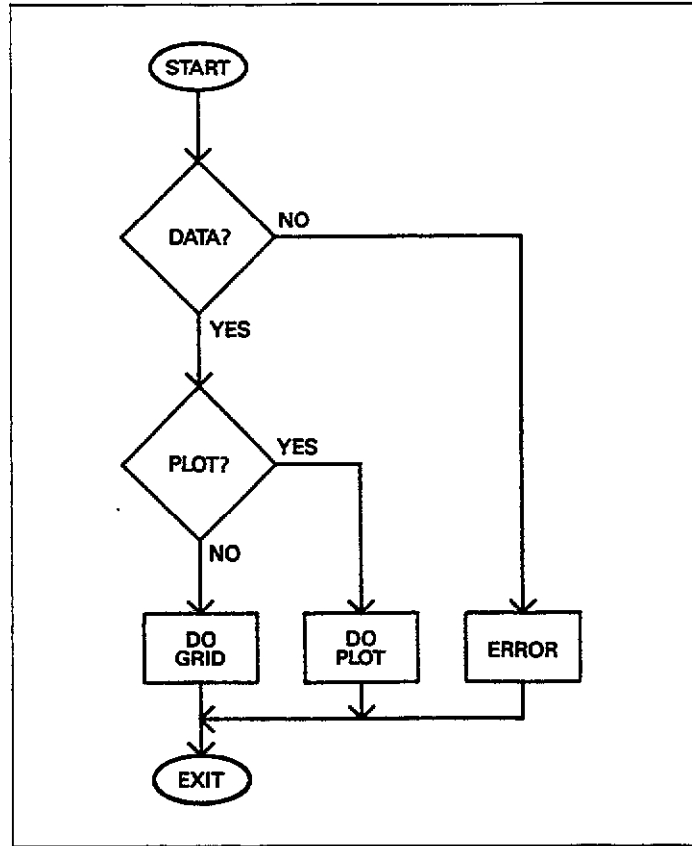 START
DATA?
NO
YES
PLOT?
YES
NO
DO
GRID
DO
PLOT
ERROR
EXIT